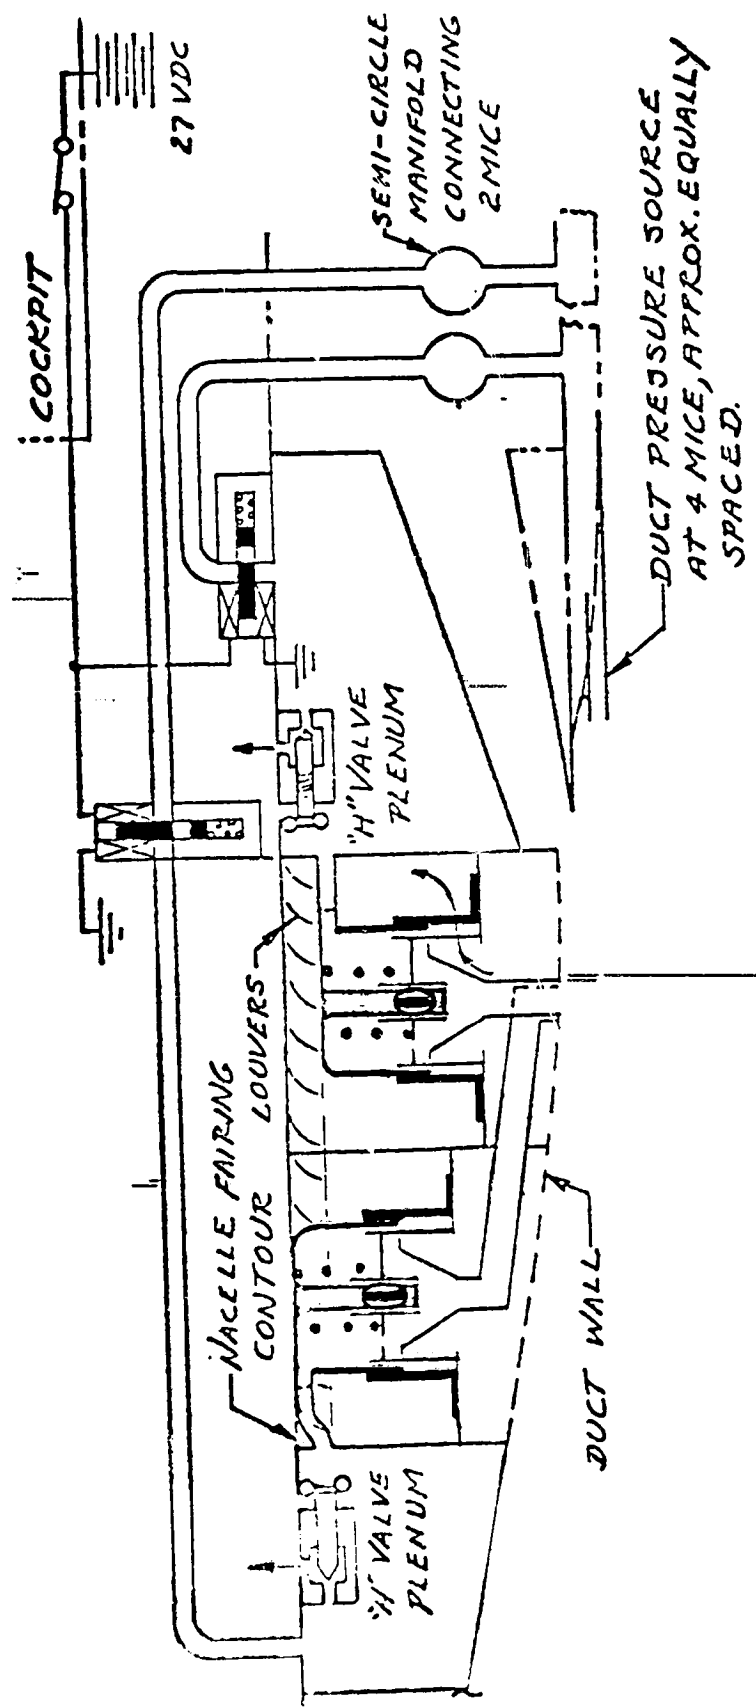 COCKPIT
27 VDC
SEMI-CIRCLE
MANIFOLD
CONNECTING
2 MICE
DUCT PRESSURE SOURCE
AT 4 MICE, APPROX. EQUALLY
SPACED.
"H" VALVE
PLENUM
LOUVERS
NACELLE FAIRING
CONTOUR
DUCT WALL
"H" VALVE
PLENUM